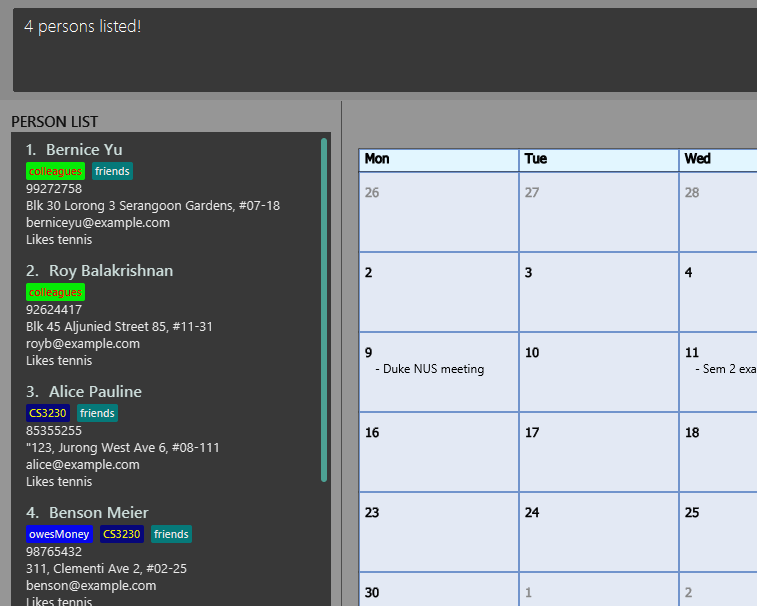 4 persons listed!
PERSON LIST
1. Bernice Yu
colleagues friends
99272758
Blk 30 Lorong 3 Serangoon Gardens, #07-18
berniceyu@example.com
Likes tennis
2. Roy Balakrishnan
colleagues
92624417
Blk 45 Aljunied Street 85, #11-31
royb@example.com
Likes tennis
3. Alice Pauline
CS3230 friends
85355255
"123, Jurong West Ave 6, #08-111
alice@example.com
Likes tennis
4. Benson Meier
owesMoney CS3230 friends
98765432
311, Clementi Ave 2, #02-25
benson@example.com
Likes tennis
Mon Tue Wed
26 27 28
2 3 4
9 10 11
- Duke NUS meeting - Sem 2 exa
16 17 18
23 24 25
30 1 2